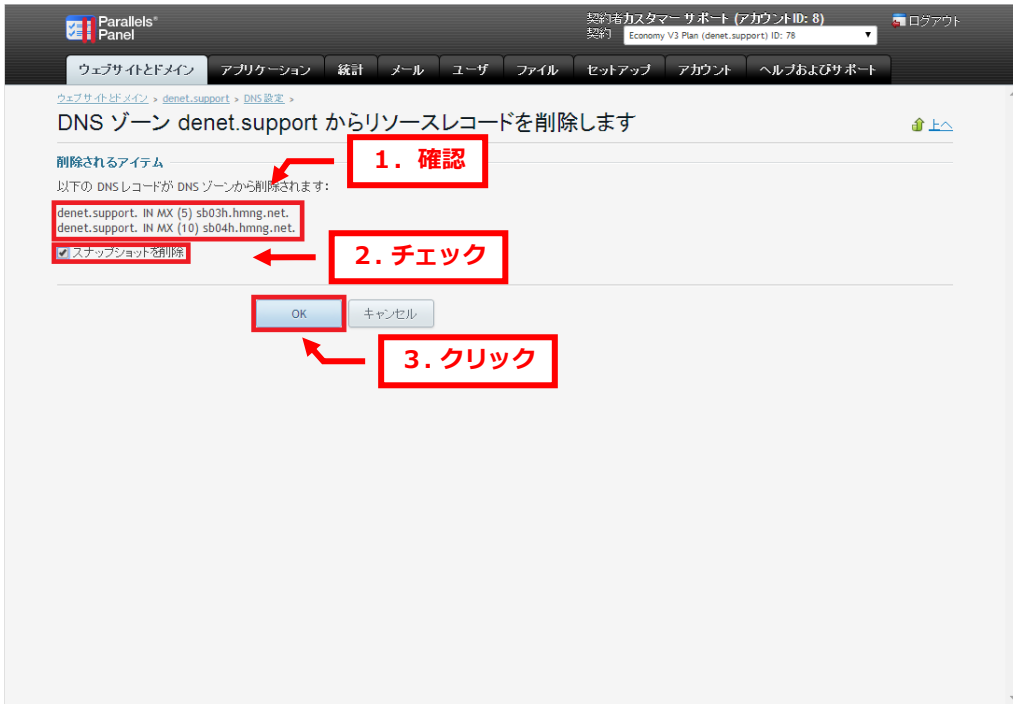 Parallels®
Panel
契約者カスタマー サポート (アカウントID: 8)
ログアウト
契約 Economy V3 Plan (denet.support) ID: 78
ウェブサイトとドメイン アプリケーション 統計 メール ユーザ ファイル セットアップ アカウント ヘルプおよびサポート
ウェブサイトとドメイン > denet.support > DNS設定 >
DNS ゾーン denet.support からリソースレコードを削除します
上へ
削除されるアイテム
1．確認
以下の DNSレコードが DNS ゾーンから削除されます:
denet.support. IN MX (5) sb03h.hmng.net.
denet.support. IN MX (10) sb04h.hmng.net.
スナップショットを削除
2．チェック
OK キャンセル
3．クリック